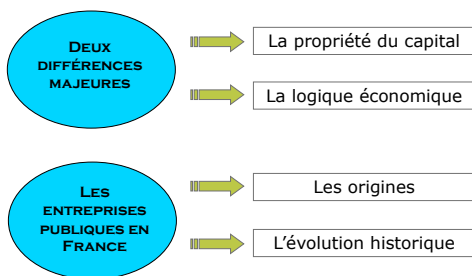 DEUX
DIFFÉRENCES
MAJEURES
La propriété du capital
La logique économique
LES
ENTREPRISES
PUBLIQUES EN
FRANCE
Les origines
L'évolution historique